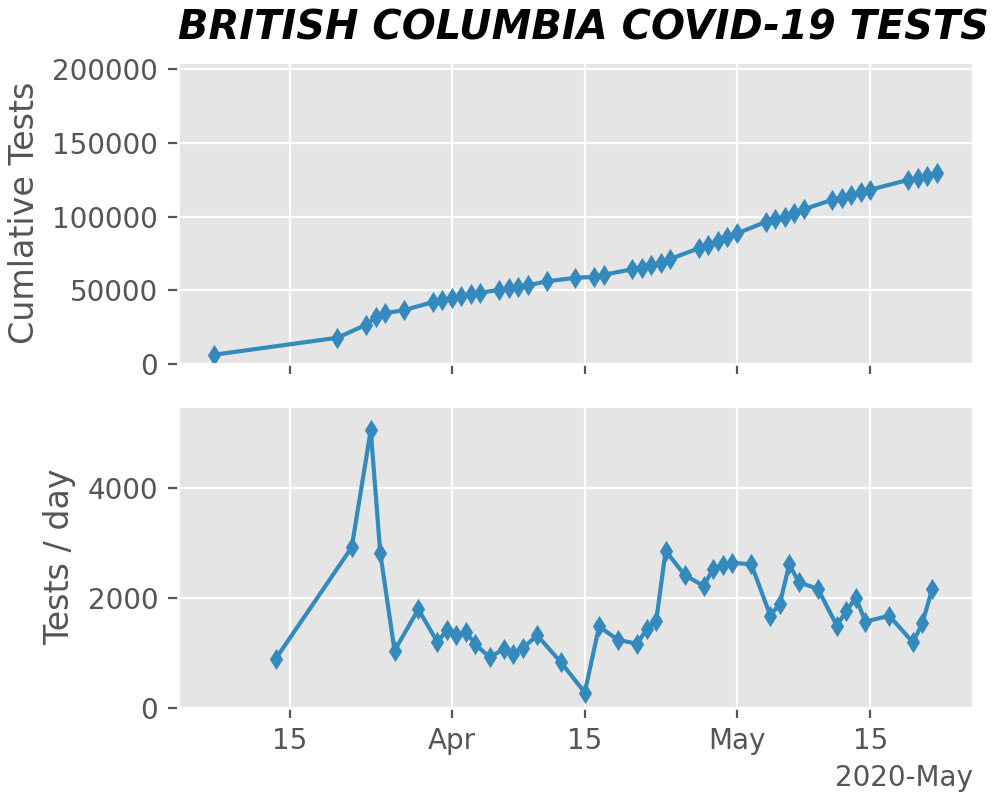 BRITISH COLUMBIA COVID-19 TESTS
Cumlative Tests
200000
150000
100000
50000
0
Tests / day
4000
2000
0
15 Apr 15 May 15
2020-May